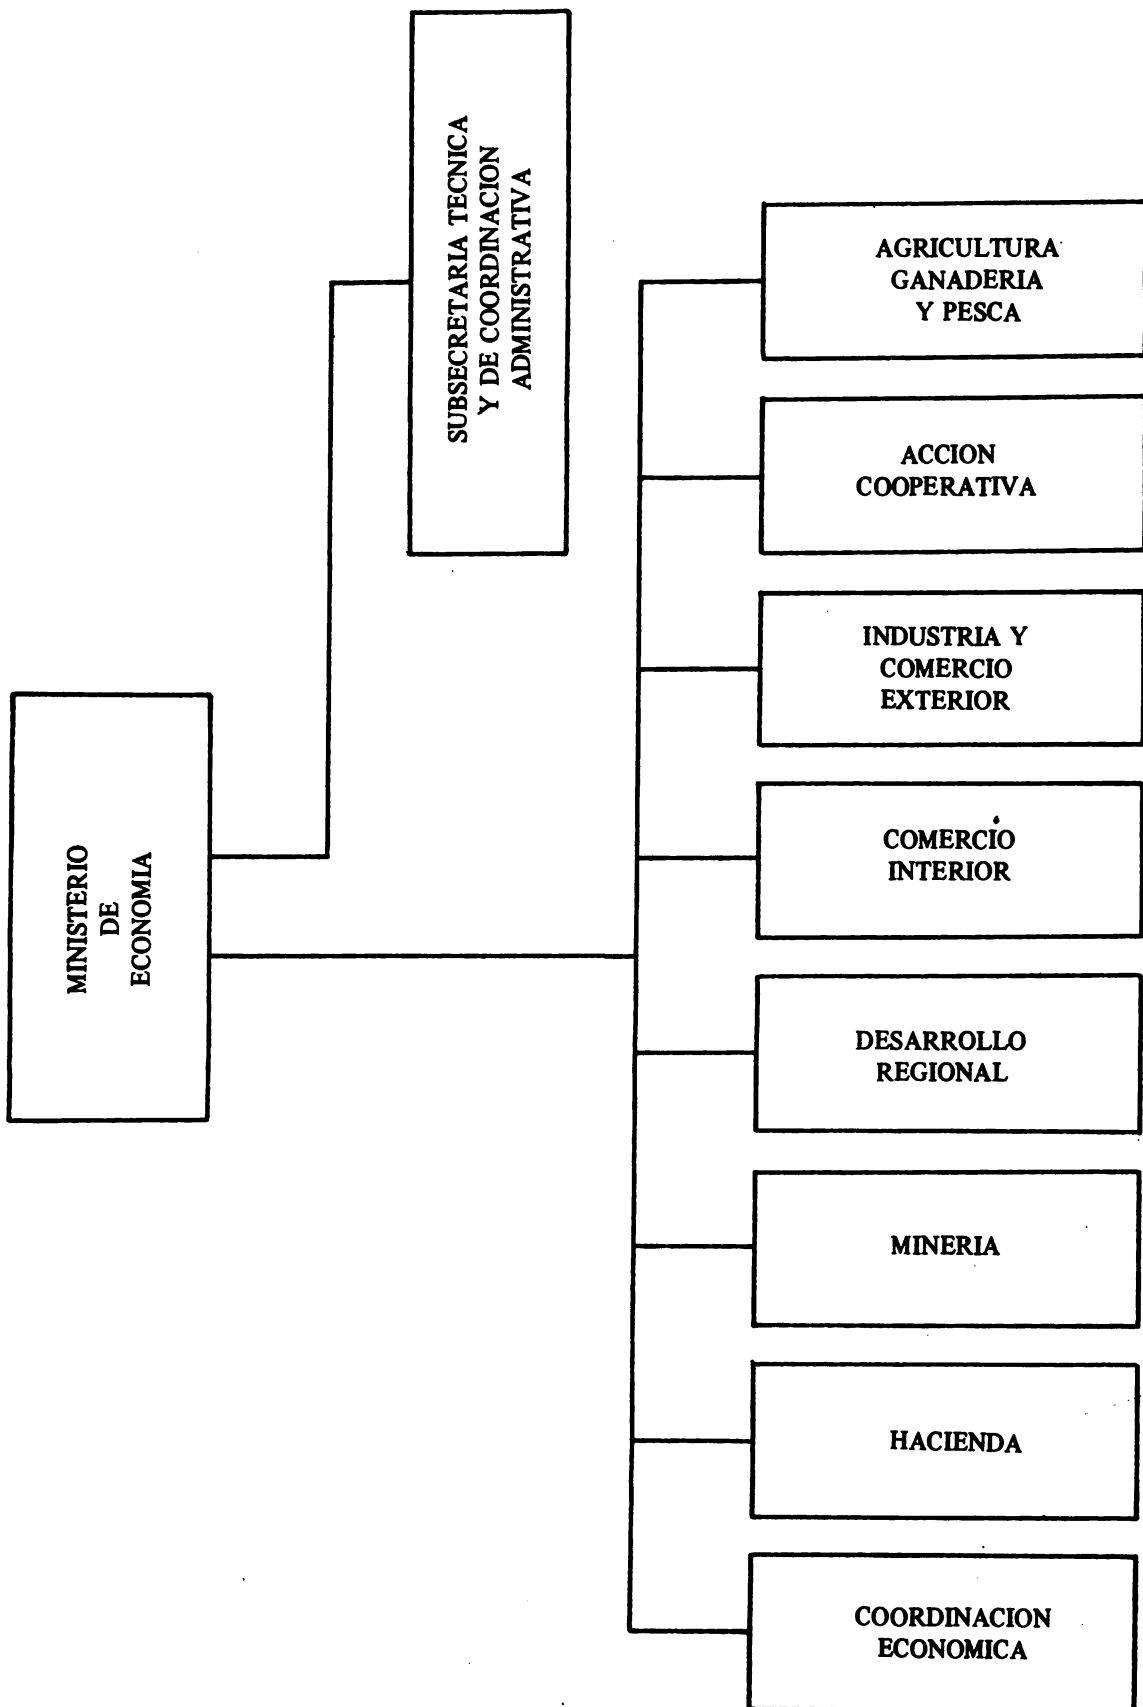 MINISTERIO
DE
ECONOMIA
SUBSECRETARIA TECNICA
Y DE COORDINACION
ADMINISTRATIVA
AGRICULTURA
GANADERIA
Y PESCA
ACCION
COOPERATIVA
INDUSTRIA Y
COMERCIO
EXTERIOR
COMERCIO
INTERIOR
DESARROLLO
REGIONAL
MINERIA
HACIENDA
COORDINACION
ECONOMICA